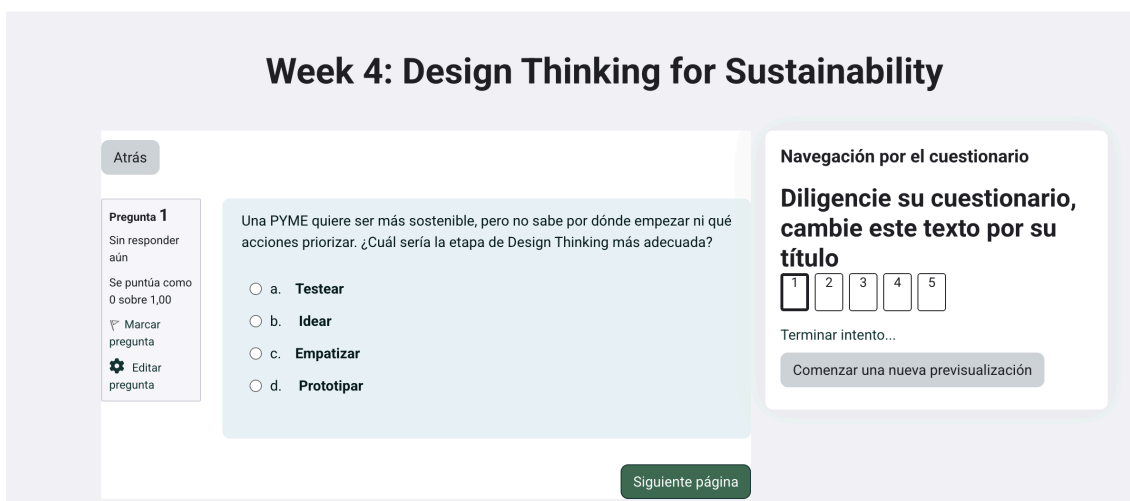 Week 4: Design Thinking for Sustainability
Atrás
Pregunta 1
Sin responder
aún
Se puntúa como
0 sobre 1,00
Marcar
pregunta
Editar
pregunta
Una PYME quiere ser más sostenible, pero no sabe por dónde empezar ni qué
acciones priorizar. ¿Cuál sería la etapa de Design Thinking más adecuada?
a. Testear
b. Idear
c. Empatizar
d. Prototipar
Siguiente página
Navegación por el cuestionario
Diligencie su cuestionario,
cambie este texto por su
título
1 2 3 4 5
Terminar intento...
Comenzar una nueva previsualización